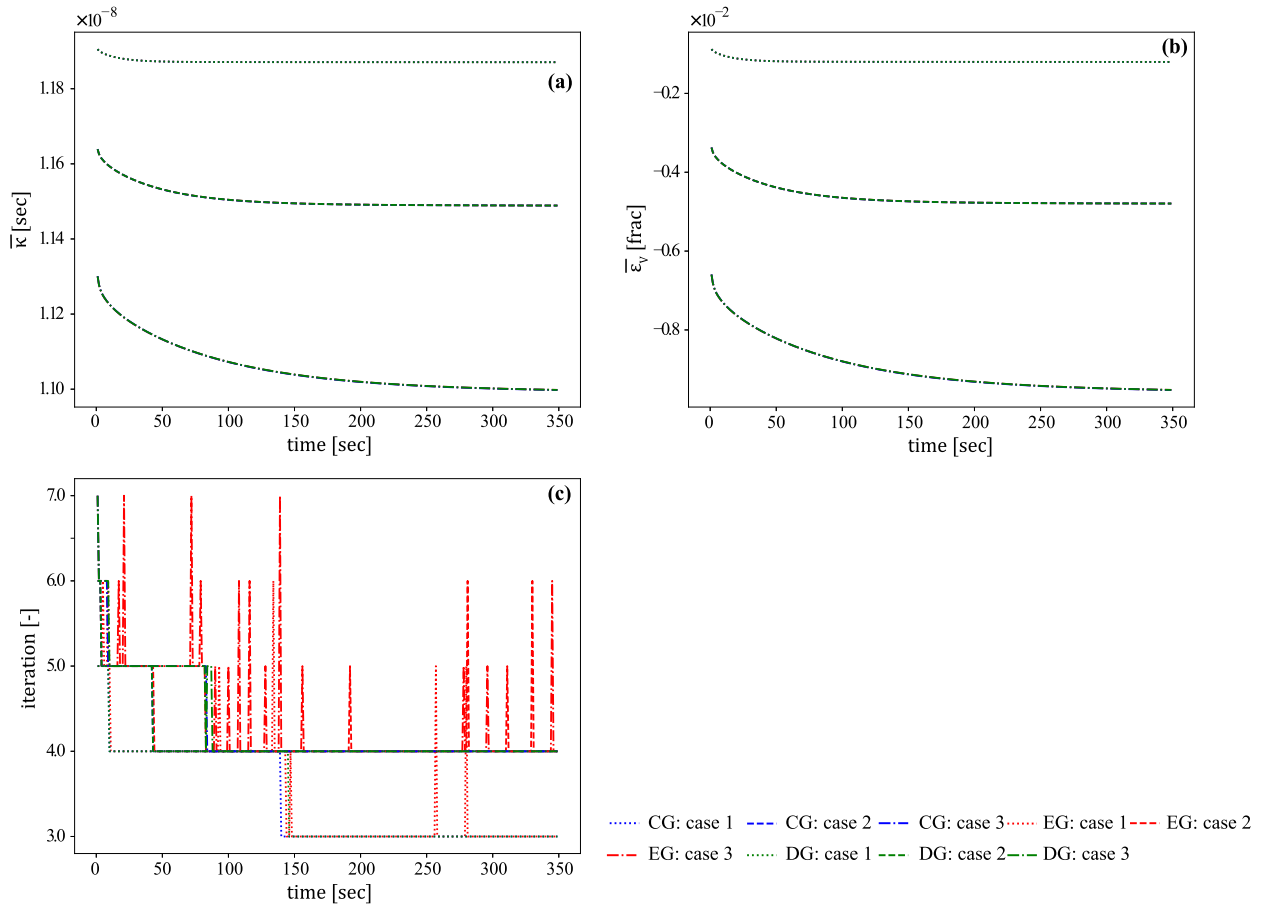 ×10−8
(a)
1.18
1.16
1.14
1.12
1.10
κ̅ [sec]
0 50 100 150 200 250 300 350
time [sec]
×10−2
(b)
−0.2
−0.4
−0.6
−0.8
ε̅v [frac]
0 50 100 150 200 250 300 350
time [sec]
(c)
7.0
6.0
5.0
4.0
3.0
iteration [-]
0 50 100 150 200 250 300 350
time [sec]
CG: case 1 CG: case 2 CG: case 3 EG: case 1 EG: case 2
EG: case 3 DG: case 1 DG: case 2 DG: case 3